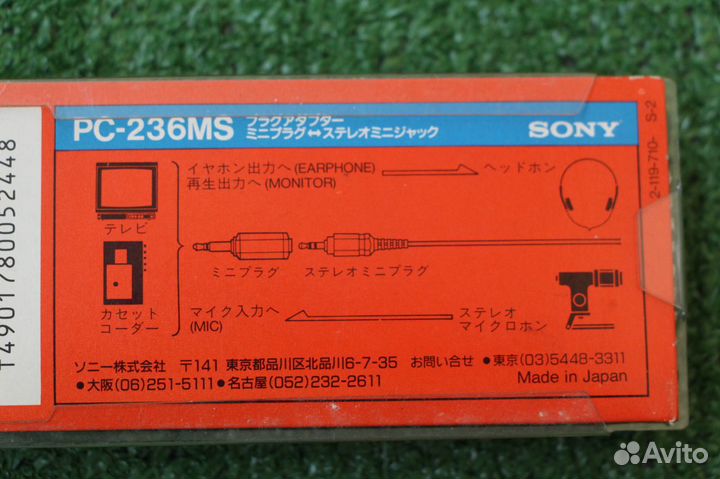 PC-236MS プラグアダプター
ミニプラグ↔ステレオミニジャック
SONY
イヤホン出力へ(EARPHONE) ヘッドホン
再生出力へ(MONITOR)
テレビ
ミニプラグ ステレオミニプラグ
カセット
コーダー
マイク入力へ
(MIC)
ステレオ
マイクロホン
ソニー株式会社 〒141 東京都品川区北品川6-7-35 お問い合せ ●東京(03)5448-3311
●大阪(06)251-5111●名古屋(052)232-2611
Made in Japan
2-119-710- S-2
T4901780052448
Avito